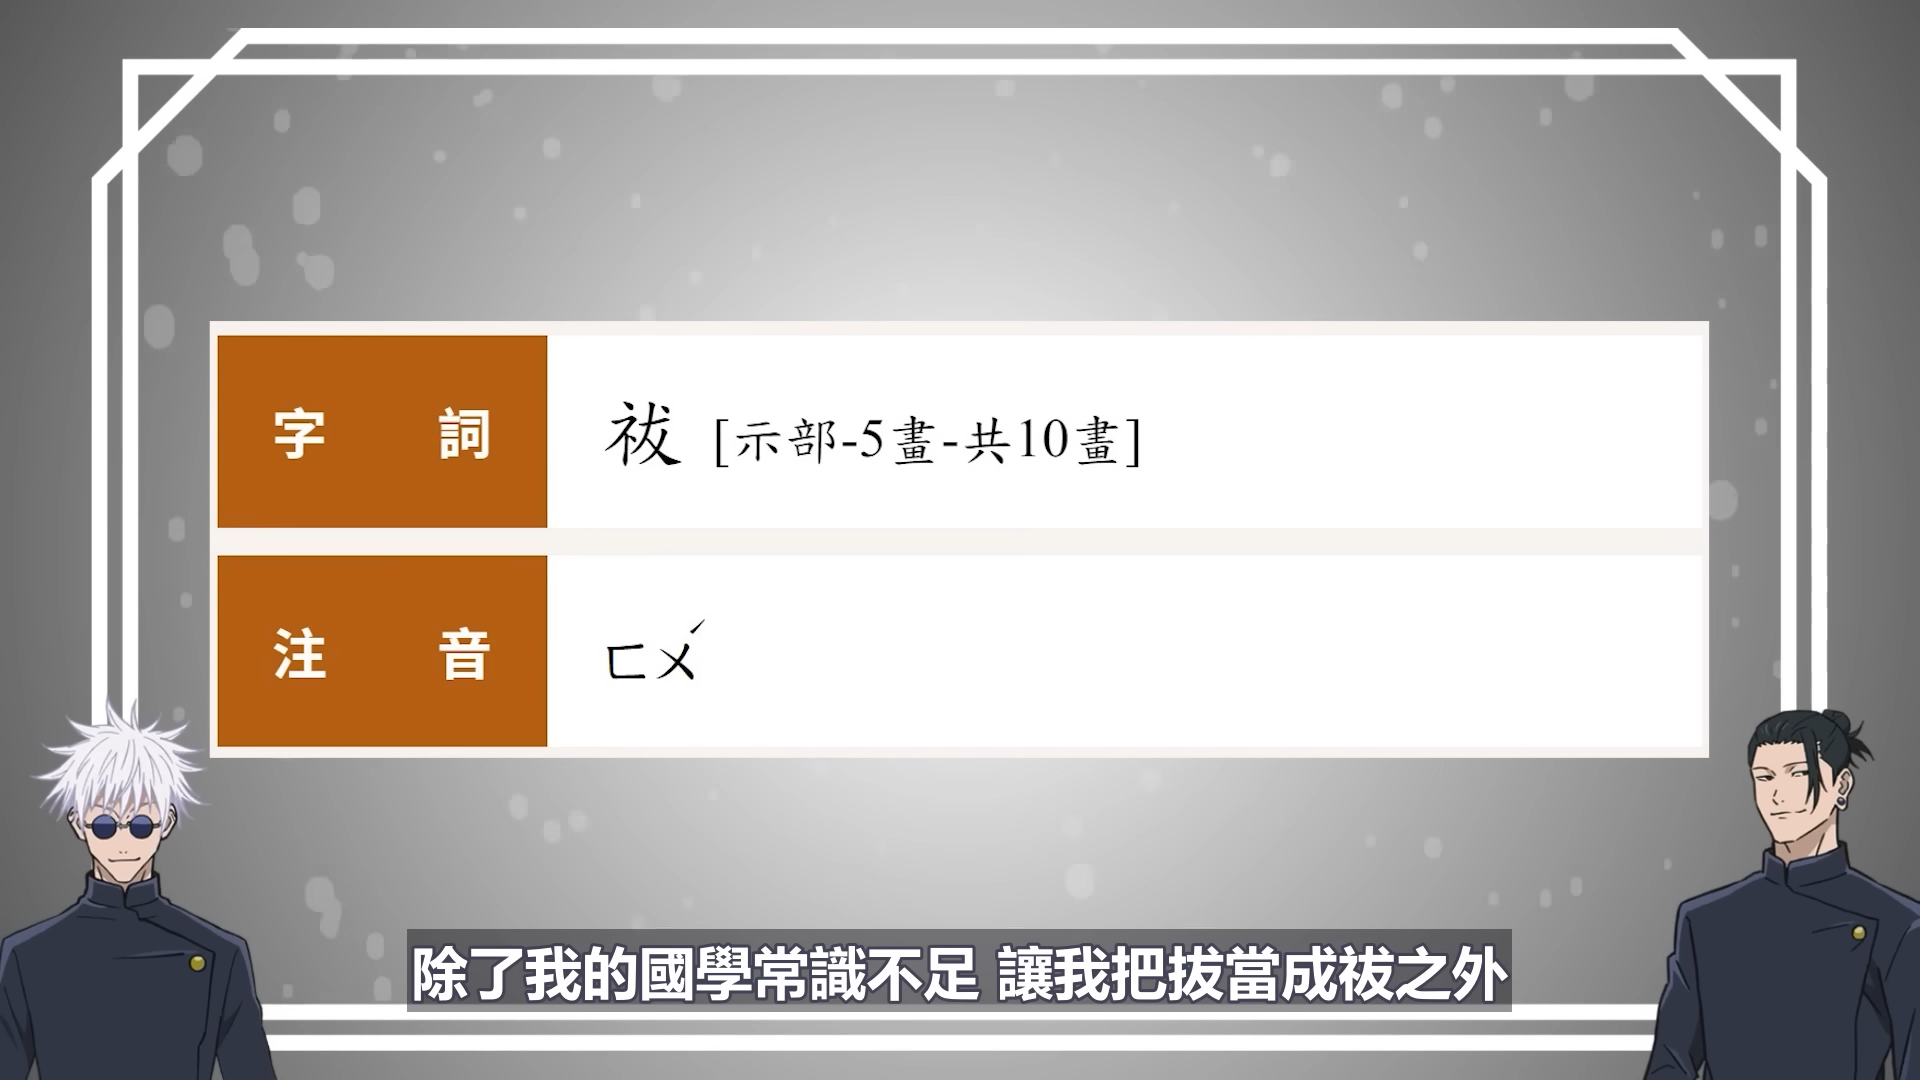 字詞 祓 [示部-5畫-共10畫]
注音 ㄈㄨˊ
除了我的國學常識不足 讓我把拔當成祓之外